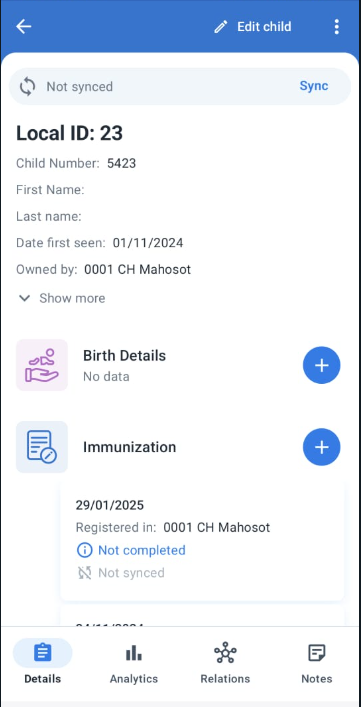 Edit child
Not synced
Sync
Local ID: 23
Child Number: 5423
First Name:
Last name:
Date first seen: 01/11/2024
Owned by: 0001 CH Mahosot
Show more
Birth Details
No data
Immunization
29/01/2025
Registered in: 0001 CH Mahosot
Not completed
Not synced
Details
Analytics
Relations
Notes